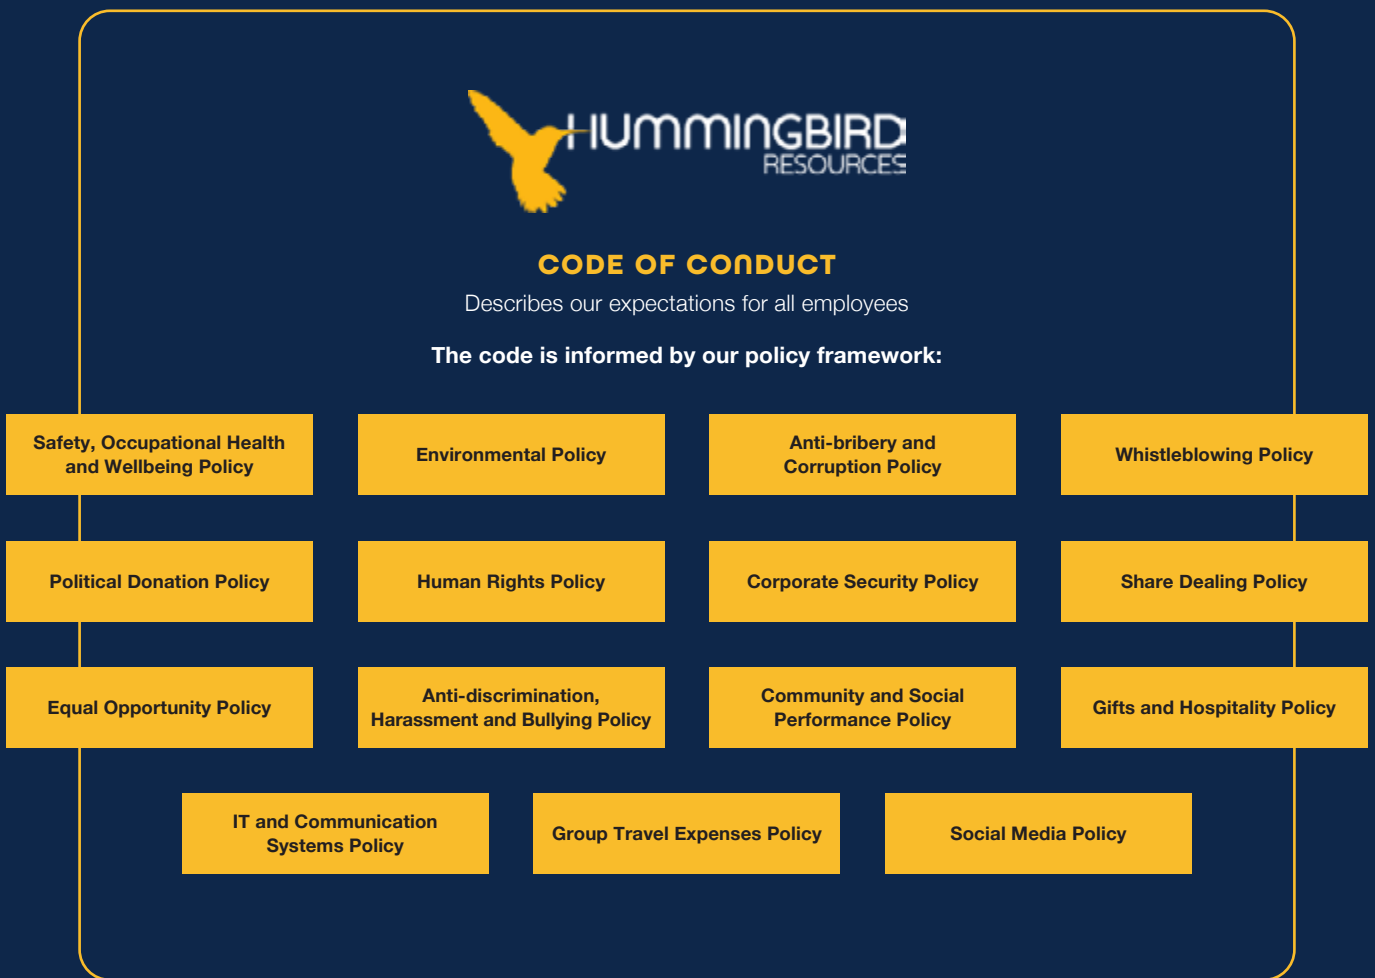 HUMMINGBIRD
RESOURCES
CODE OF CONDUCT
Describes our expectations for all employees
The code is informed by our policy framework:
Safety, Occupational Health
and Wellbeing Policy
Environmental Policy
Anti-bribery and
Corruption Policy
Whistleblowing Policy
Political Donation Policy
Human Rights Policy
Corporate Security Policy
Share Dealing Policy
Equal Opportunity Policy
Anti-discrimination,
Harassment and Bullying Policy
Community and Social
Performance Policy
Gifts and Hospitality Policy
IT and Communication
Systems Policy
Group Travel Expenses Policy
Social Media Policy